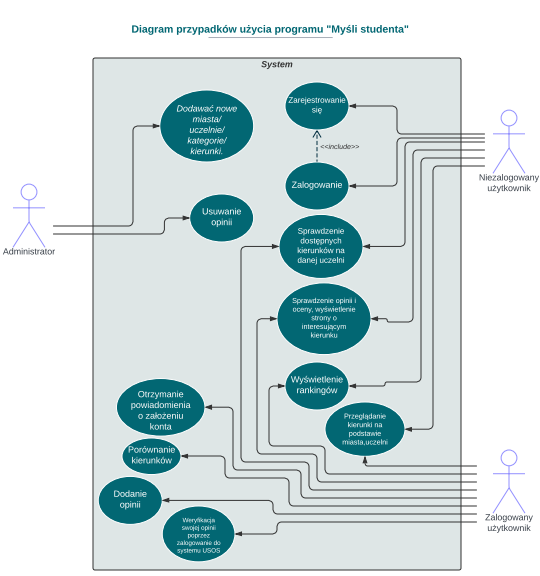 Diagram przypadków użycia programu "Myśli studenta"
System
Dodawać nowe
miasta/
uczelnie/
kategorie/
kierunki.
Zarejestrowanie
się
<<include>>
Zalogowanie
Niezalogowany
użytkownik
Usuwanie
opinii
Administrator
Sprawdzenie
dostępnych
kierunków na
danej uczelni
Sprawdzenie opinii i
oceny, wyświetlenie
strony o
interesującym
kierunku
Wyświetlenie
rankingów
Otrzymanie
powiadomienia
o założeniu
konta
Przeglądanie
kierunki na
podstawie
miasta,uczelni
Porównanie
kierunków
Dodanie
opinii
Weryfikacja
swojej opinii
poprzez
zalogowanie do
systemu USOS
Zalogowany
użytkownik